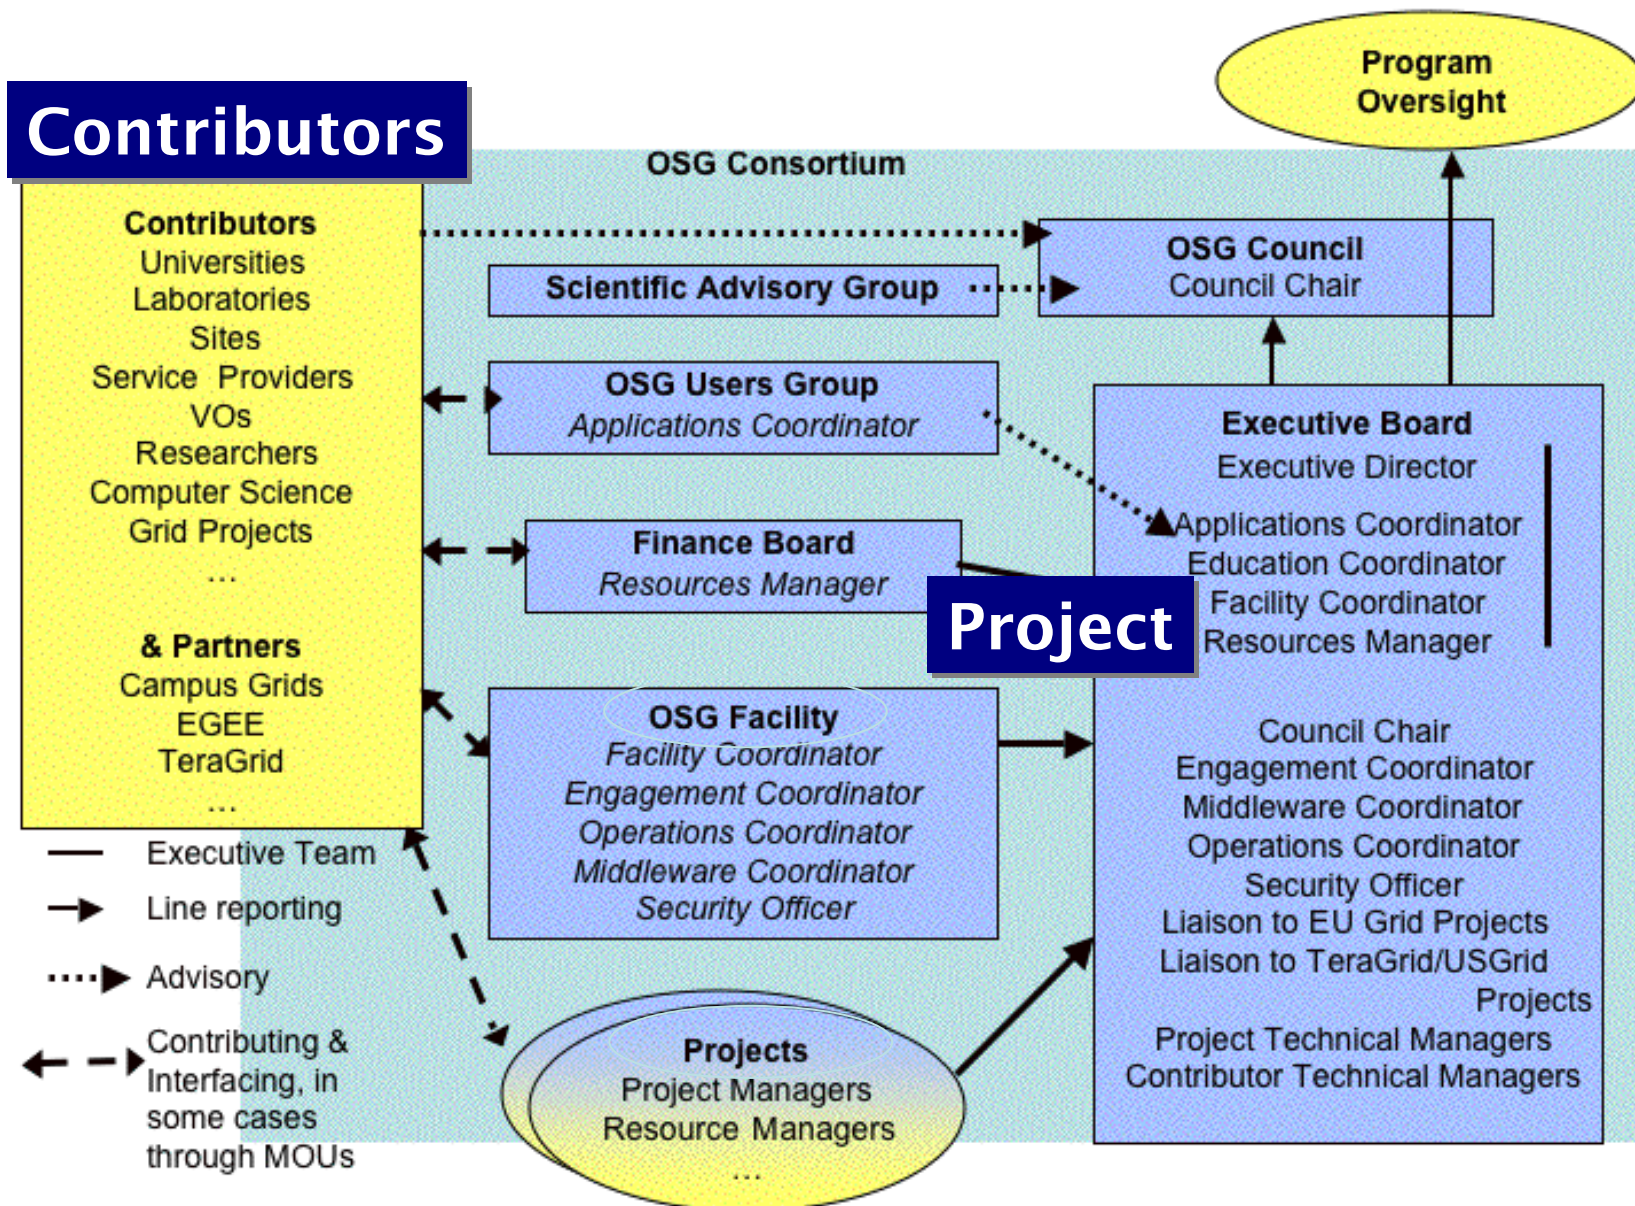 Program
Oversight
Contributors
OSG Consortium
Contributors
Universities
Laboratories
Sites
Service Providers
VOs
Researchers
Computer Science
Grid Projects
...
& Partners
Campus Grids
EGEE
TeraGrid
...
OSG Council
Council Chair
Scientific Advisory Group
OSG Users Group
Applications Coordinator
Finance Board
Resources Manager
Project
OSG Facility
Facility Coordinator
Engagement Coordinator
Operations Coordinator
Middleware Coordinator
Security Officer
Projects
Project Managers
Resource Managers
...
Executive Board
Executive Director
Applications Coordinator
Education Coordinator
Facility Coordinator
Resources Manager
Council Chair
Engagement Coordinator
Middleware Coordinator
Operations Coordinator
Security Officer
Liaison to EU Grid Projects
Liaison to TeraGrid/USGrid
Projects
Project Technical Managers
Contributor Technical Managers
Executive Team
Line reporting
Advisory
Contributing &
Interfacing, in
some cases
through MOUs